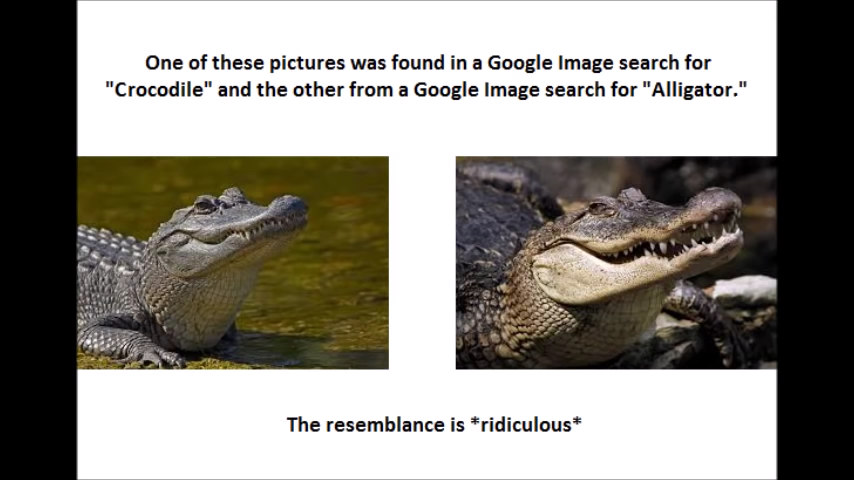 One of these pictures was found in a Google Image search for
"Crocodile" and the other from a Google Image search for "Alligator."
The resemblance is *ridiculous*